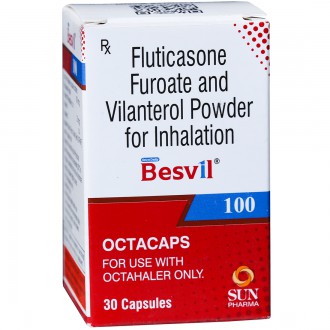 Rx
Fluticasone
Furoate and
Vilanterol Powder
for Inhalation
Besvil®
100
OCTACAPS
FOR USE WITH
OCTAHALER ONLY.
30 Capsules
SUN
PHARMA